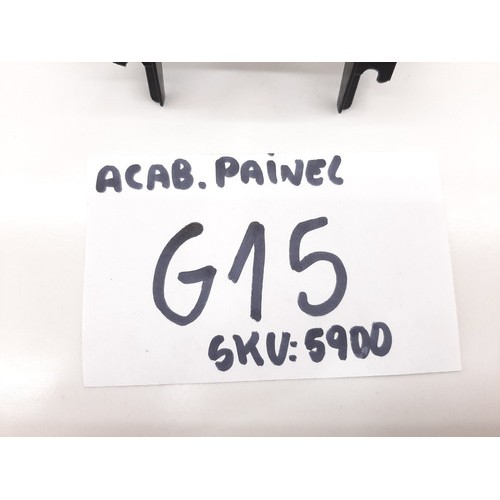 ACAB. PAINEL
G15
SKU: 5900